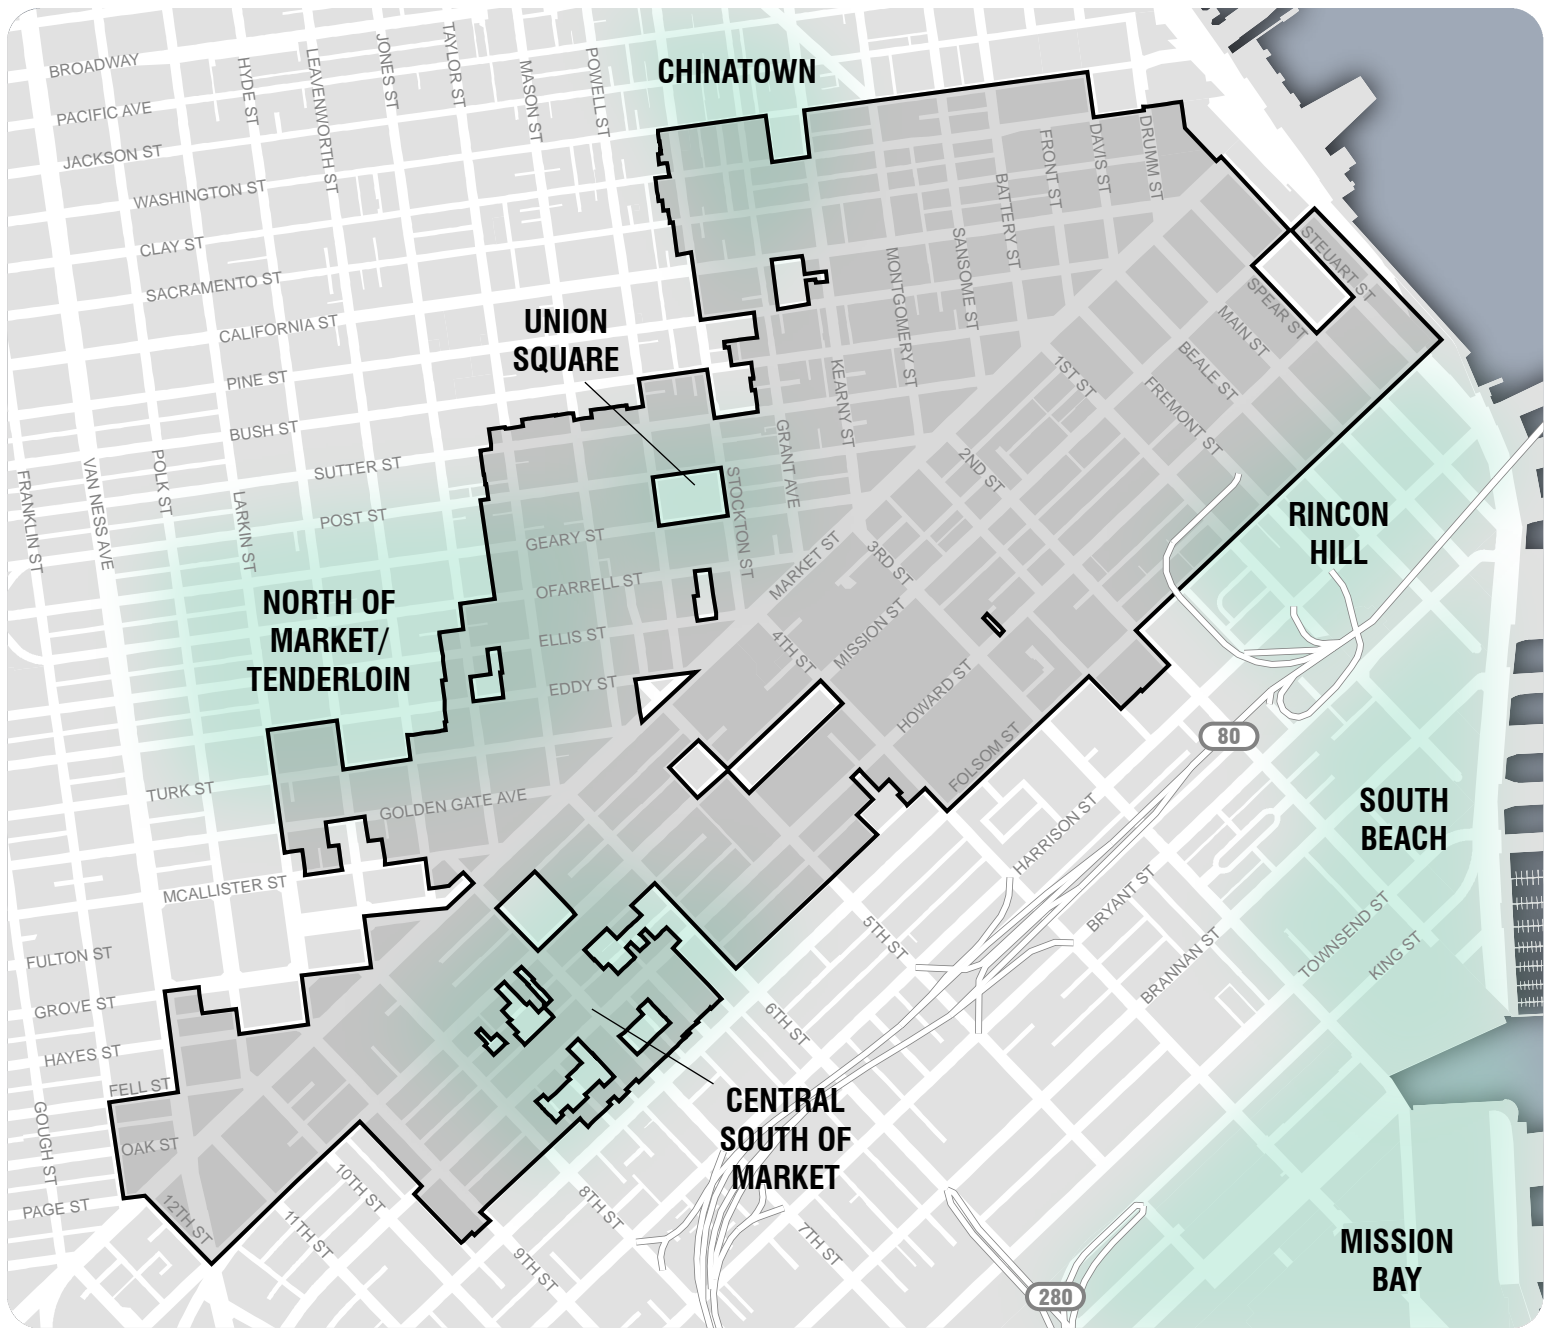 BROADWAY
PACIFIC AVE
JACKSON ST
WASHINGTON ST
CLAY ST
SACRAMENTO ST
CALIFORNIA ST
PINE ST
BUSH ST
SUTTER ST
POST ST
GEARY ST
OFARRELL ST
ELLIS ST
EDDY ST
TURK ST
GOLDEN GATE AVE
MCALLISTER ST
FULTON ST
GROVE ST
HAYES ST
FELL ST
OAK ST
PAGE ST
GOUGH ST
FRANKLIN ST
VAN NESS AVE
POLK ST
LARKIN ST
HYDE ST
LEAVENWORTH ST
JONES ST
TAYLOR ST
MASON ST
POWELL ST
STOCKTON ST
GRANT AVE
KEARNY ST
MONTGOMERY ST
SANSOME ST
BATTERY ST
FRONT ST
DAVIS ST
DRUMM ST
STEUART ST
SPEAR ST
MAIN ST
BEALE ST
FREMONT ST
1ST ST
2ND ST
3RD ST
4TH ST
5TH ST
6TH ST
7TH ST
8TH ST
9TH ST
10TH ST
11TH ST
12TH ST
MARKET ST
MISSION ST
HOWARD ST
FOLSOM ST
HARRISON ST
BRYANT ST
BRANNAN ST
TOWNSEND ST
KING ST
CHINATOWN
UNION
SQUARE
NORTH OF
MARKET/
TENDERLOIN
RINCON
HILL
80
SOUTH
BEACH
CENTRAL
SOUTH OF
MARKET
MISSION
BAY
280